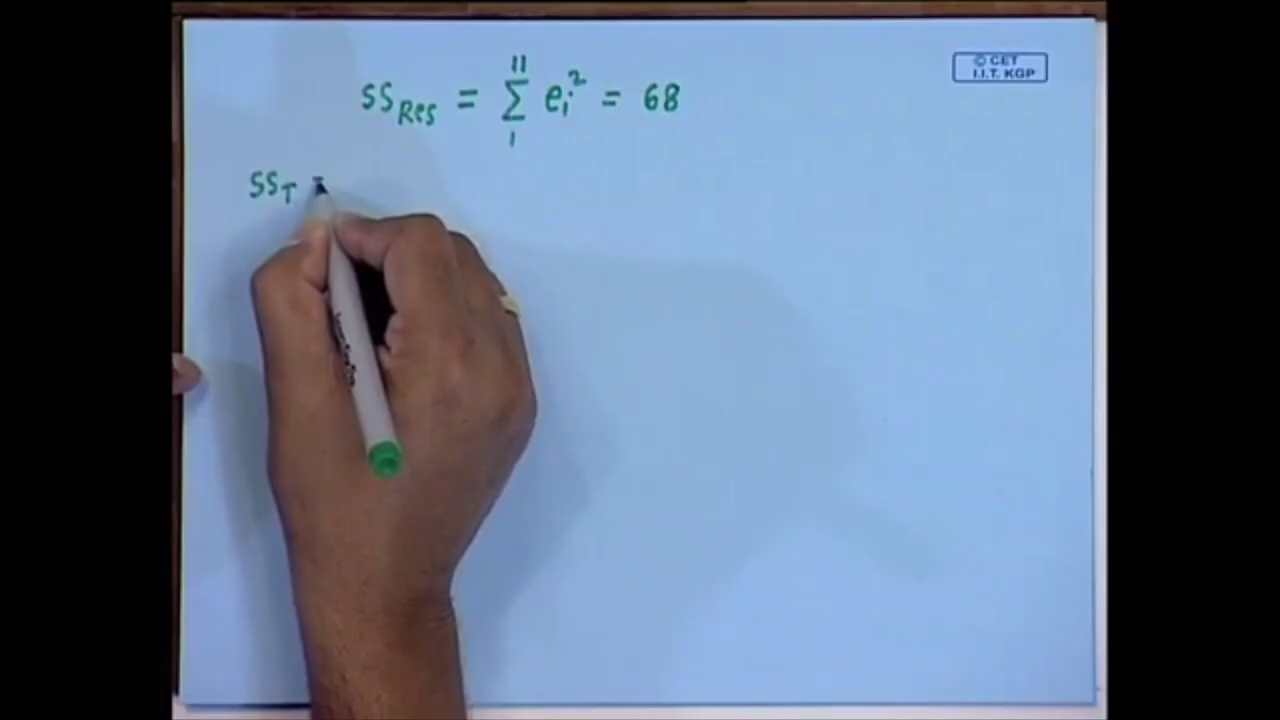 © CET
I.I.T. KGP
SS_Res = Σ_1^11 e_i^2 = 68
SS_T =